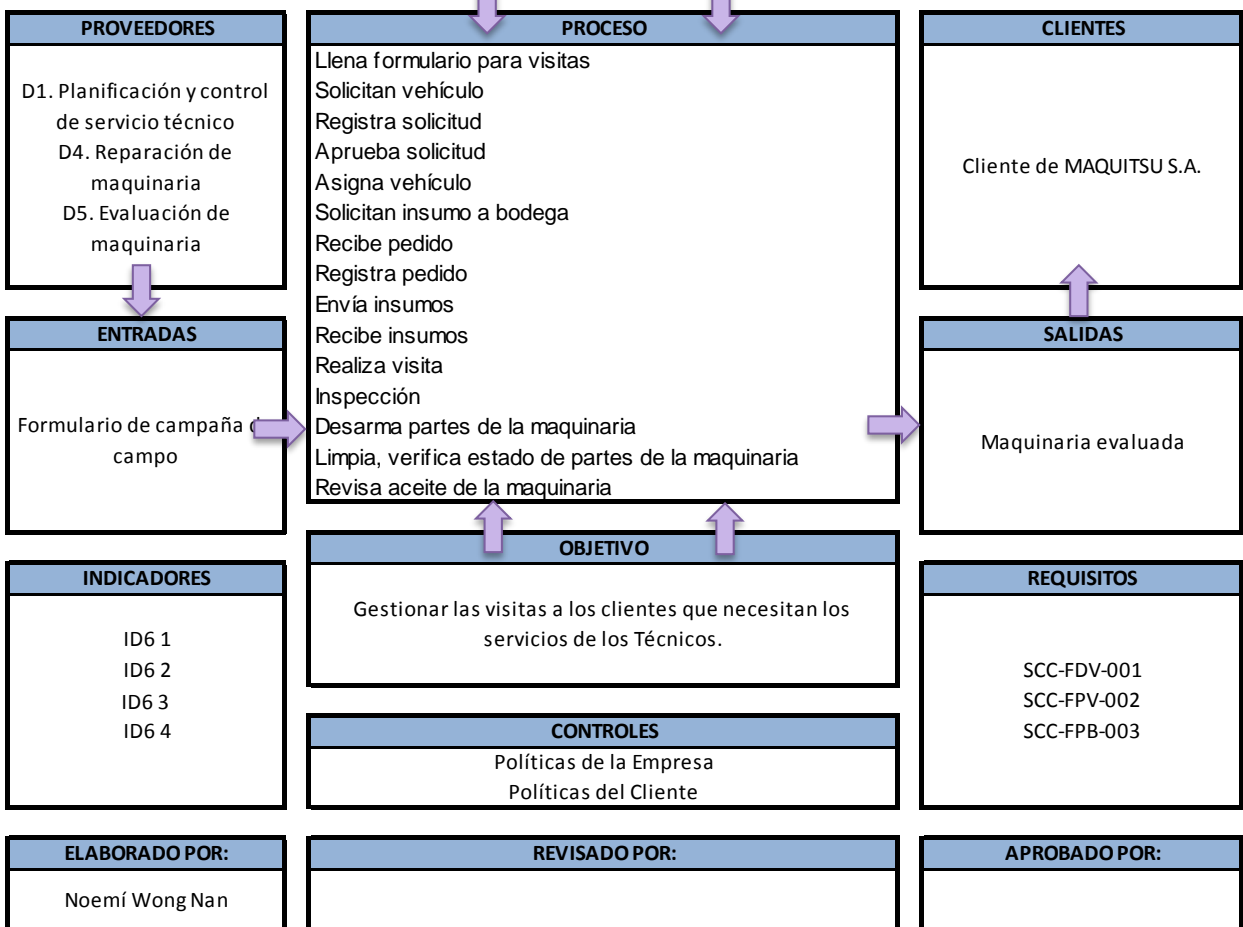 PROVEEDORES
D1. Planificación y control
de servicio técnico
D4. Reparación de
maquinaria
D5. Evaluación de
maquinaria
PROCESO
Llena formulario para visitas
Solicitan vehículo
Registra solicitud
Aprueba solicitud
Asigna vehículo
Solicitan insumo a bodega
Recibe pedido
Registra pedido
Envía insumos
Recibe insumos
Realiza visita
Inspección
Desarma partes de la maquinaria
Limpia, verifica estado de partes de la maquinaria
Revisa aceite de la maquinaria
CLIENTES
Cliente de MAQUITSU S.A.
ENTRADAS
Formulario de campaña
campo
SALIDAS
Maquinaria evaluada
OBJETIVO
Gestionar las visitas a los clientes que necesitan los
servicios de los Técnicos.
INDICADORES
ID6 1
ID6 2
ID6 3
ID6 4
REQUISITOS
SCC-FDV-001
SCC-FPV-002
SCC-FPB-003
CONTROLES
Políticas de la Empresa
Políticas del Cliente
ELABORADO POR:
Noemí Wong Nan
REVISADO POR:
APROBADO POR: